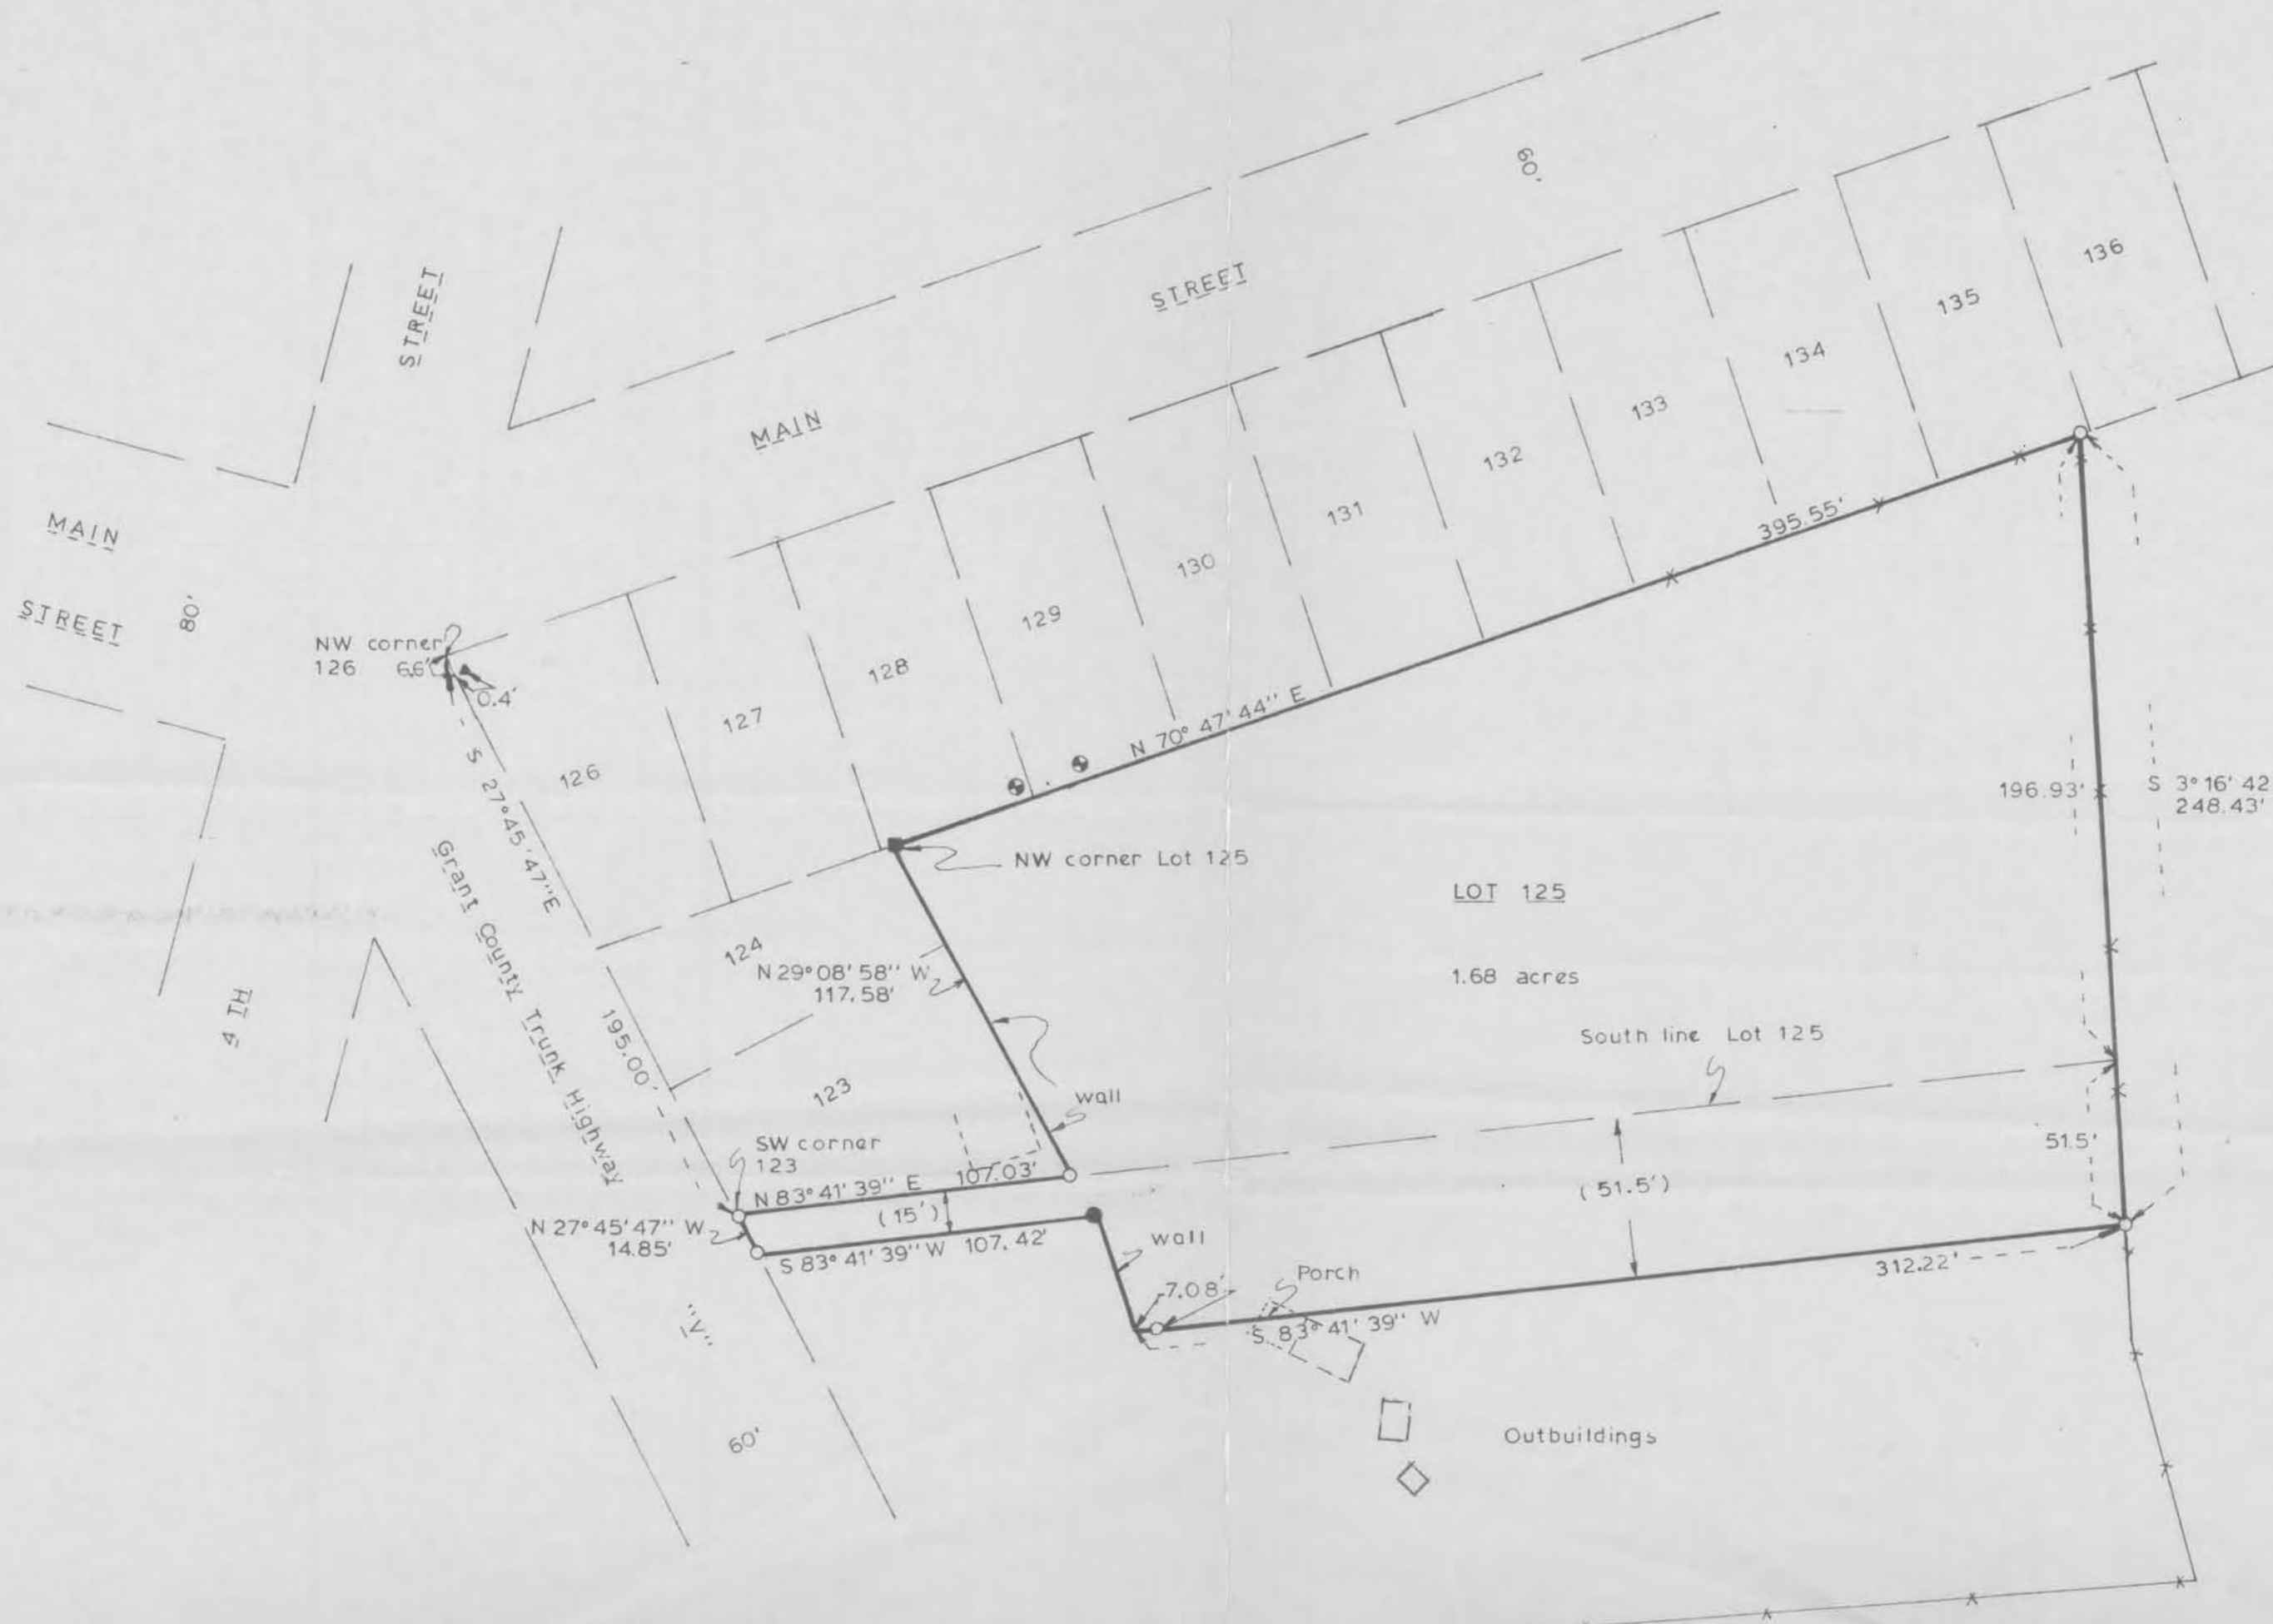 60'
STREET
STREET
MAIN
136
135
134
133
132
131
130
129
128
127
126
MAIN
STREET
80'
NW corner
126 6.6'
0.4'
395.55'
N 70° 47' 44" E
S 27°45'47"E
196.93'
S 3°16'42
248.43'
NW corner Lot 125
LOT 125
1.68 acres
124
N 29°08'58" W
117.58'
Grant County Trunk Highway
4 TH
195.00'
South line Lot 125
123
wall
SW corner
123
51.5'
N 83°41'39" E 107.03'
(15')
(51.5')
N 27°45'47" W
14.85'
S 83°41'39" W 107.42'
wall
312.22'
7.08'
Porch
S 83°41'39" W
"V"
60'
Outbuildings